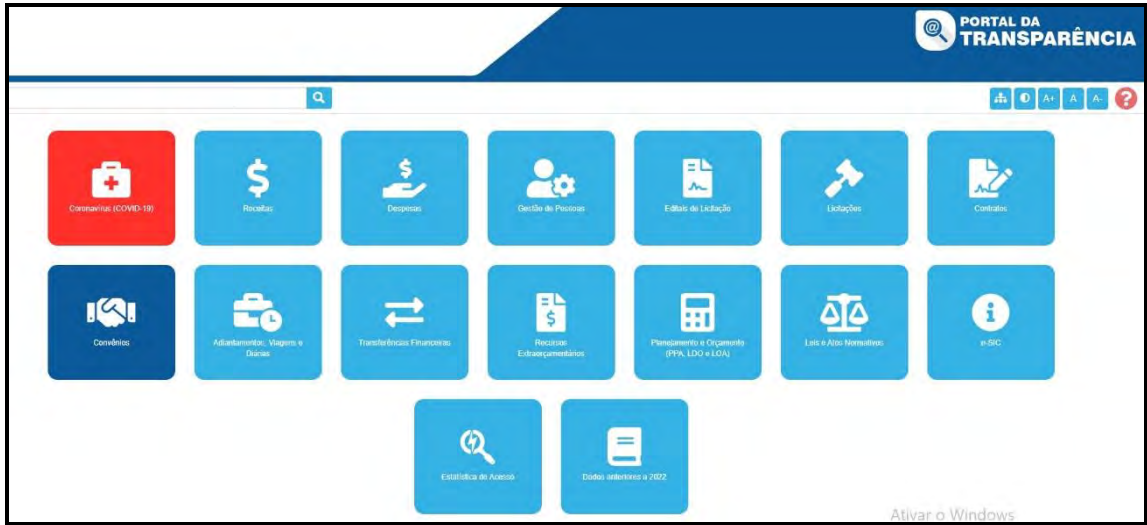 PORTAL DA
TRANSPARÊNCIA
A+ A A- ?
Coronavírus (COVID-19)
Receitas
Despesas
Gestão de Pessoas
Editais de Licitação
Licitações
Contratos
Convênios
Adiantamentos, Viagens e
Diárias
Transferências Financeiras
Recursos
Extraorçamentários
Planejamento e Orçamento
(PPA, LDO e LOA)
Leis e Atos Normativos
e-SIC
Estatística de Acesso
Dados anteriores a 2022
Ativar o Windows